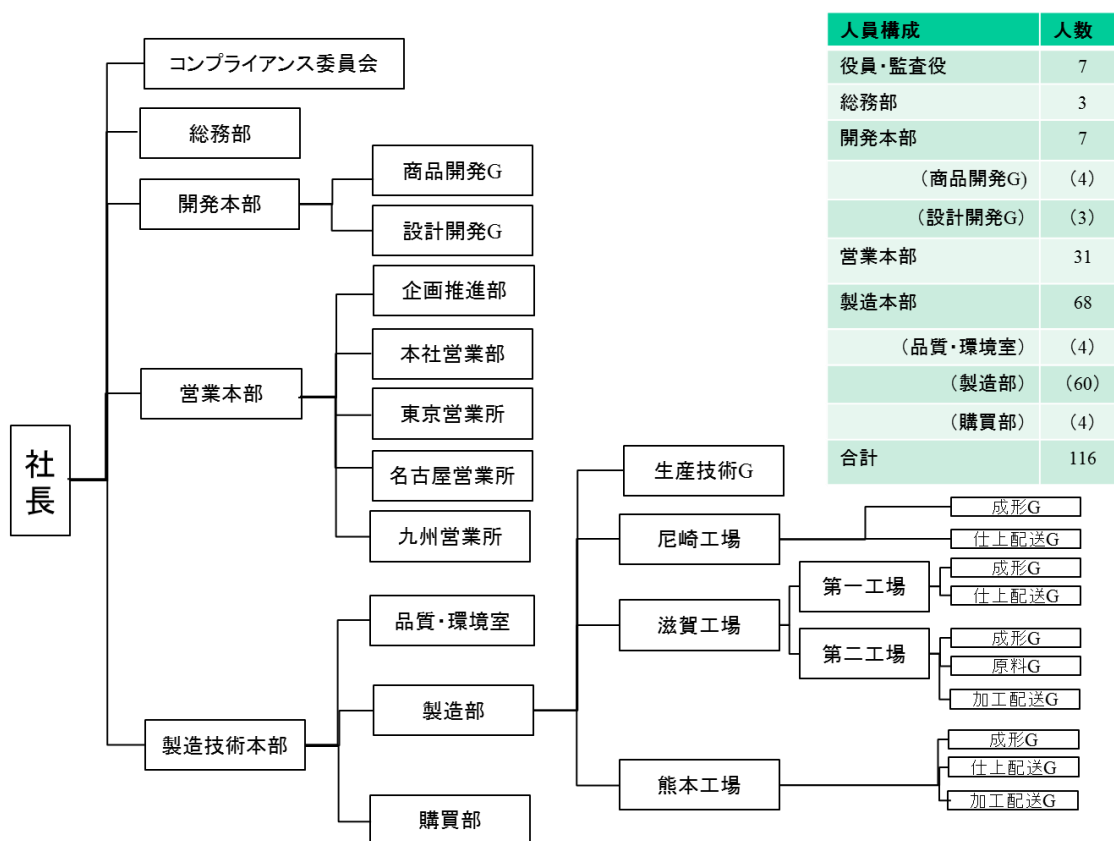 人員構成 人数
役員・監査役 7
総務部 3
開発本部 7
（商品開発G) （4）
（設計開発G） （3）
営業本部 31
製造本部 68
（品質・環境室） （4）
（製造部） （60）
（購買部） （4）
合計 116
社長
コンプライアンス委員会
総務部
開発本部
商品開発G
設計開発G
営業本部
企画推進部
本社営業部
東京営業所
名古屋営業所
九州営業所
製造技術本部
品質・環境室
製造部
購買部
生産技術G
尼崎工場
成形G
仕上配送G
滋賀工場
第一工場
成形G
仕上配送G
第二工場
成形G
原料G
加工配送G
熊本工場
成形G
仕上配送G
加工配送G